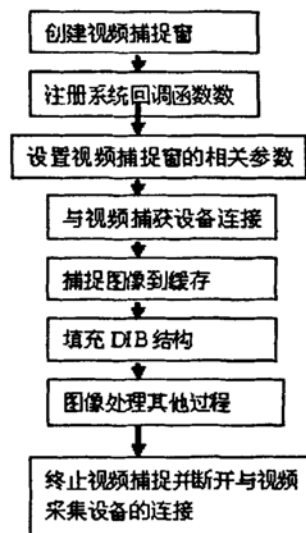 创建视频捕捉窗
注册系统回调函数数
设置视频捕捉窗的相关参数
与视频捕获设备连接
捕捉图像到缓存
填充 DIB 结构
图像处理其他过程
终止视频捕捉并断开与视频
采集设备的连接